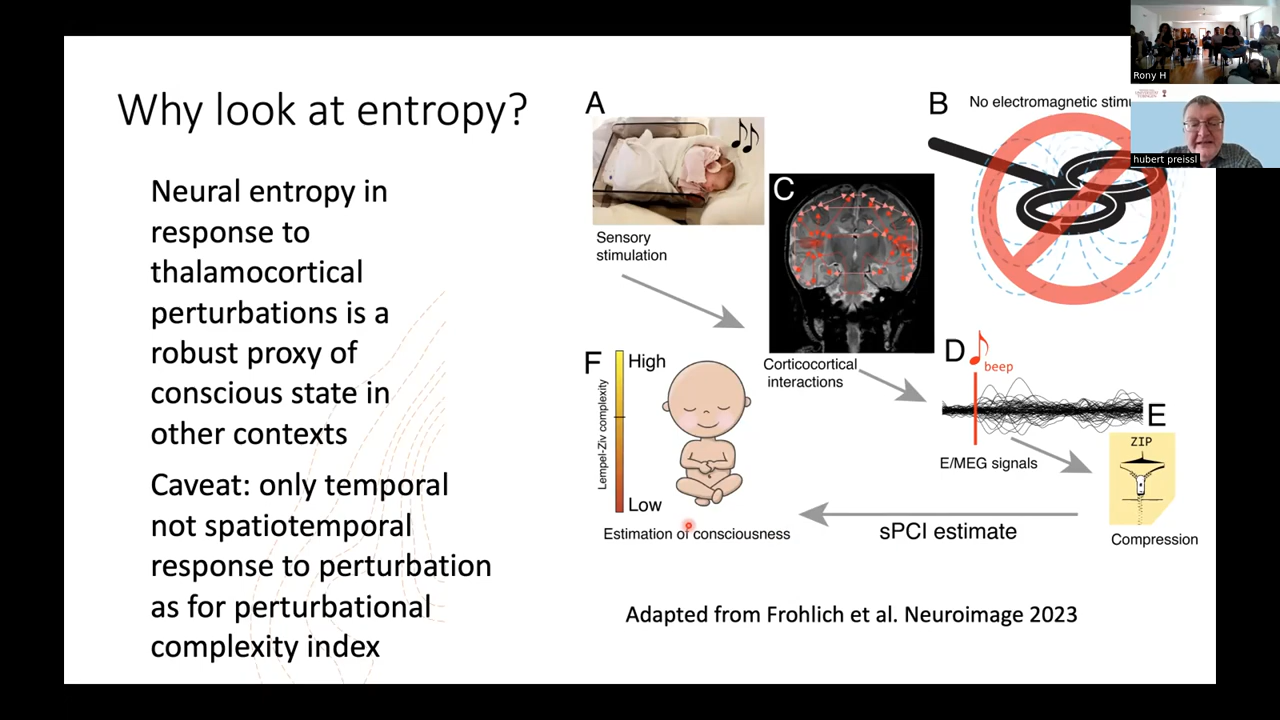 Why look at entropy?
Neural entropy in
response to
thalamocortical
perturbations is a
robust proxy of
conscious state in
other contexts
Caveat: only temporal
not spatiotemporal
response to perturbation
as for perturbational
complexity index
A
Sensory
stimulation
B
No electromagnetic stimu
C
Corticocortical
interactions
D
beep
E/MEG signals
E
ZIP
Compression
sPCI estimate
F
High
Lempel-Ziv complexity
Low
Estimation of consciousness
Adapted from Frohlich et al. Neuroimage 2023
Rony H
hubert preissl